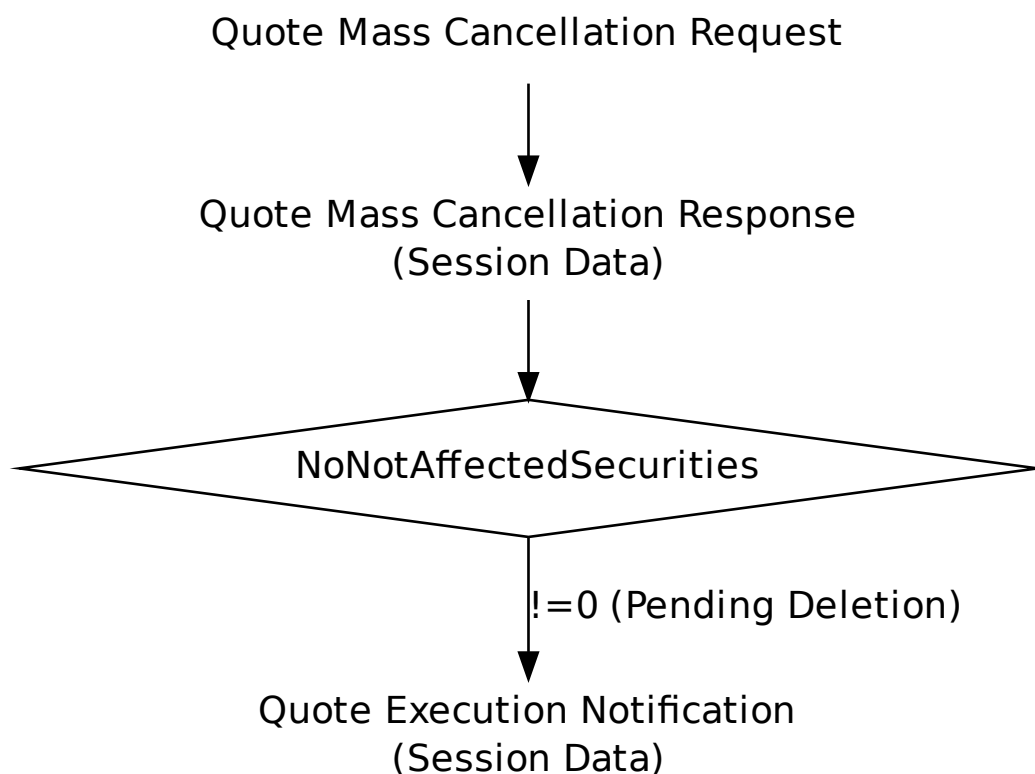 Quote Mass Cancellation Request
Quote Mass Cancellation Response
(Session Data)
NoNotAffectedSecurities
!=0 (Pending Deletion)
Quote Execution Notification
(Session Data)